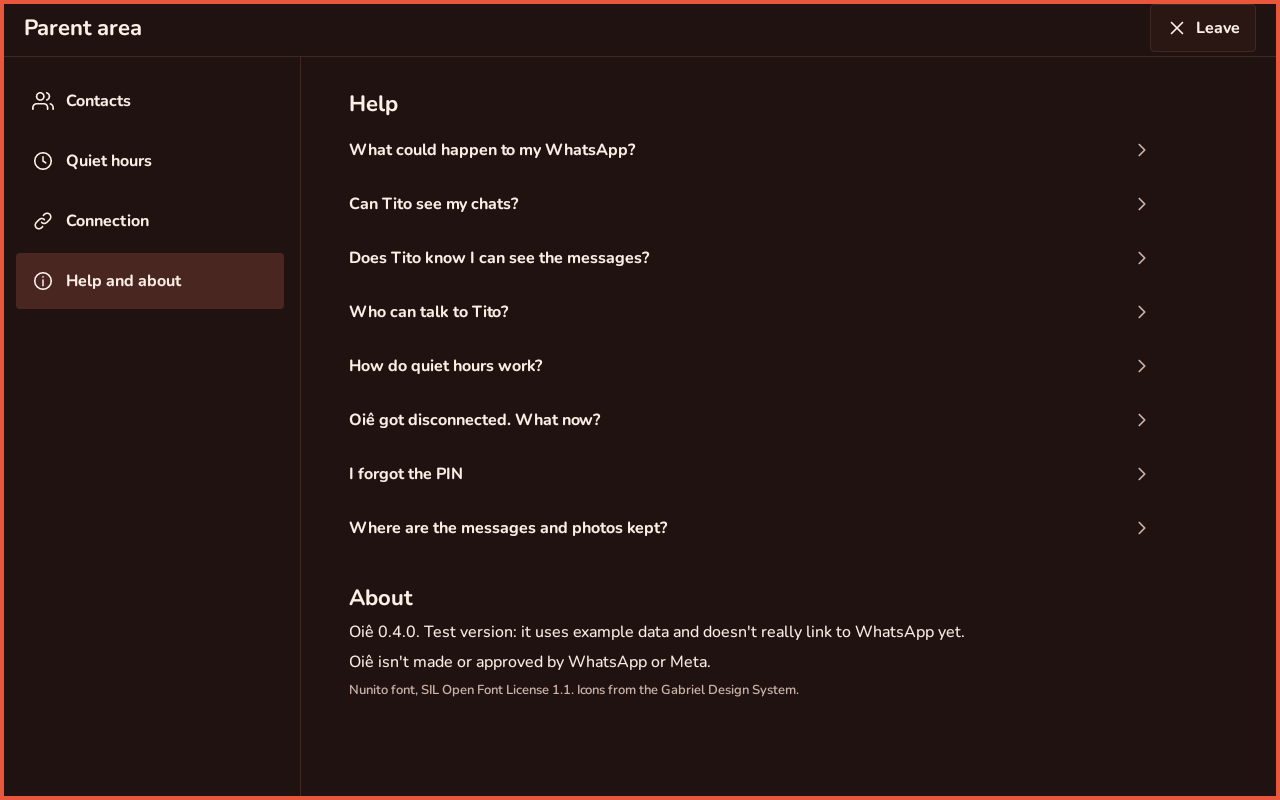 Parent area
Leave
Contacts
Quiet hours
Connection
Help and about
Help
What could happen to my WhatsApp?
Can Tito see my chats?
Does Tito know I can see the messages?
Who can talk to Tito?
How do quiet hours work?
Oiê got disconnected. What now?
I forgot the PIN
Where are the messages and photos kept?
About
Oiê 0.4.0. Test version: it uses example data and doesn't really link to WhatsApp yet.
Oiê isn't made or approved by WhatsApp or Meta.
Nunito font, SIL Open Font License 1.1. Icons from the Gabriel Design System.